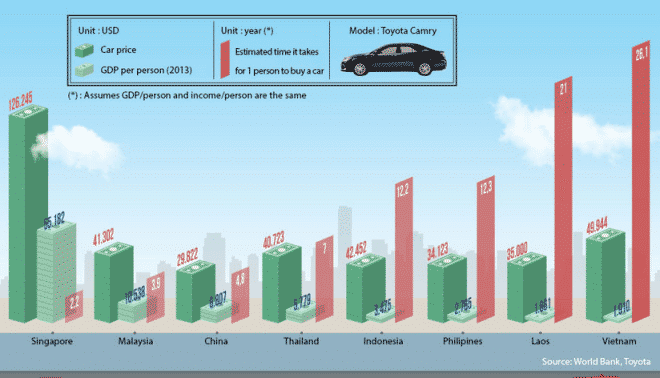 Unit : USD
Car price
GDP per person (2013)
Unit : year (*)
Estimated time it takes
for 1 person to buy a car
Model : Toyota Camry
(*) : Assumes GDP/person and income/person are the same
126.245
55.182
2,2
41.302
10.538
3,9
29.622
6.807
4,8
40.723
5.779
7
42.452
3.475
12,2
34.123
2.765
12,3
35.000
1.661
21
49.944
1.910
26,1
Singapore
Malaysia
China
Thailand
Indonesia
Philipines
Laos
Vietnam
Source: World Bank, Toyota